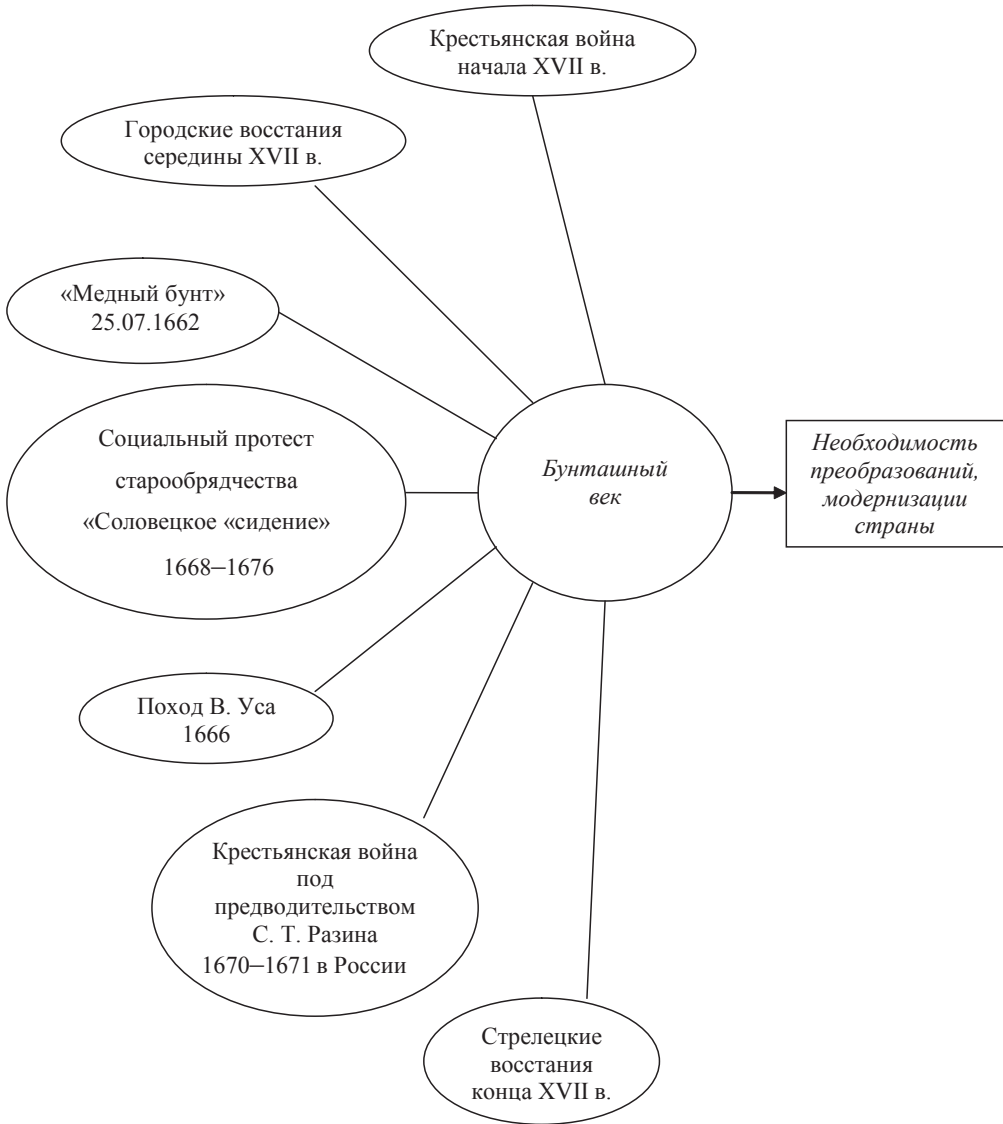 Крестьянская война
начала XVII в.
Городские восстания
середины XVII в.
«Медный бунт»
25.07.1662
Социальный протест
старообрядчества
«Соловецкое «сидение»
1668–1676
Поход В. Уса
1666
Крестьянская война
под
предводительством
С. Т. Разина
1670–1671 в России
Стрелецкие
восстания
конца XVII в.
Бунташный
век
Необходимость
преобразований,
модернизации
страны